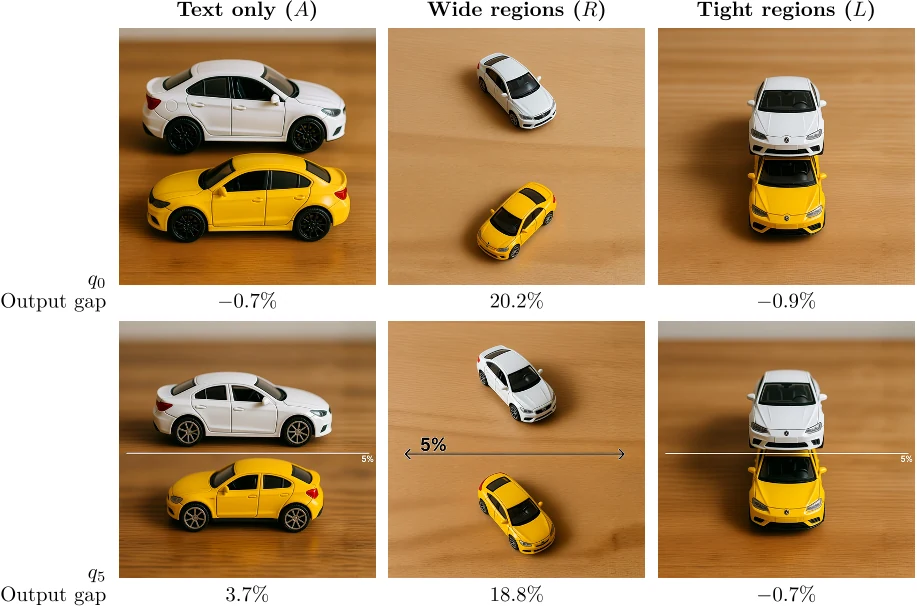 Text only (A) Wide regions (R) Tight regions (L)
q₀
Output gap −0.7% 20.2% −0.9%
5% 5% 5%
q₅
Output gap 3.7% 18.8% −0.7%